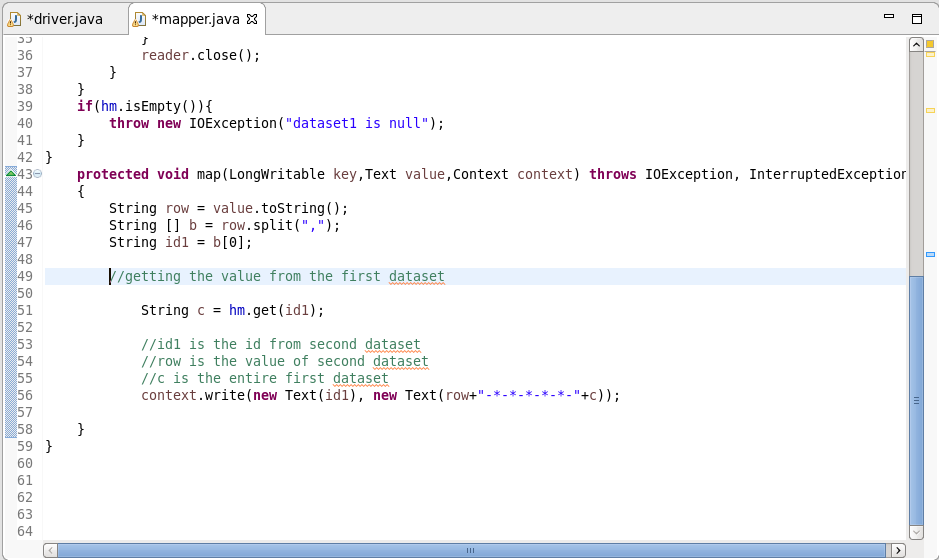 *driver.java *mapper.java
35 }
36 reader.close();
37 }
38 }
39 if(hm.isEmpty()){
40 throw new IOException("dataset1 is null");
41 }
42 }
43 protected void map(LongWritable key,Text value,Context context) throws IOException, InterruptedException
44 {
45 String row = value.toString();
46 String [] b = row.split(",");
47 String id1 = b[0];
48
49 //getting the value from the first dataset
50
51 String c = hm.get(id1);
52
53 //id1 is the id from second dataset
54 //row is the value of second dataset
55 //c is the entire first dataset
56 context.write(new Text(id1), new Text(row+"-*-*-*-*-*-"+c));
57
58 }
59 }
60
61
62
63
64